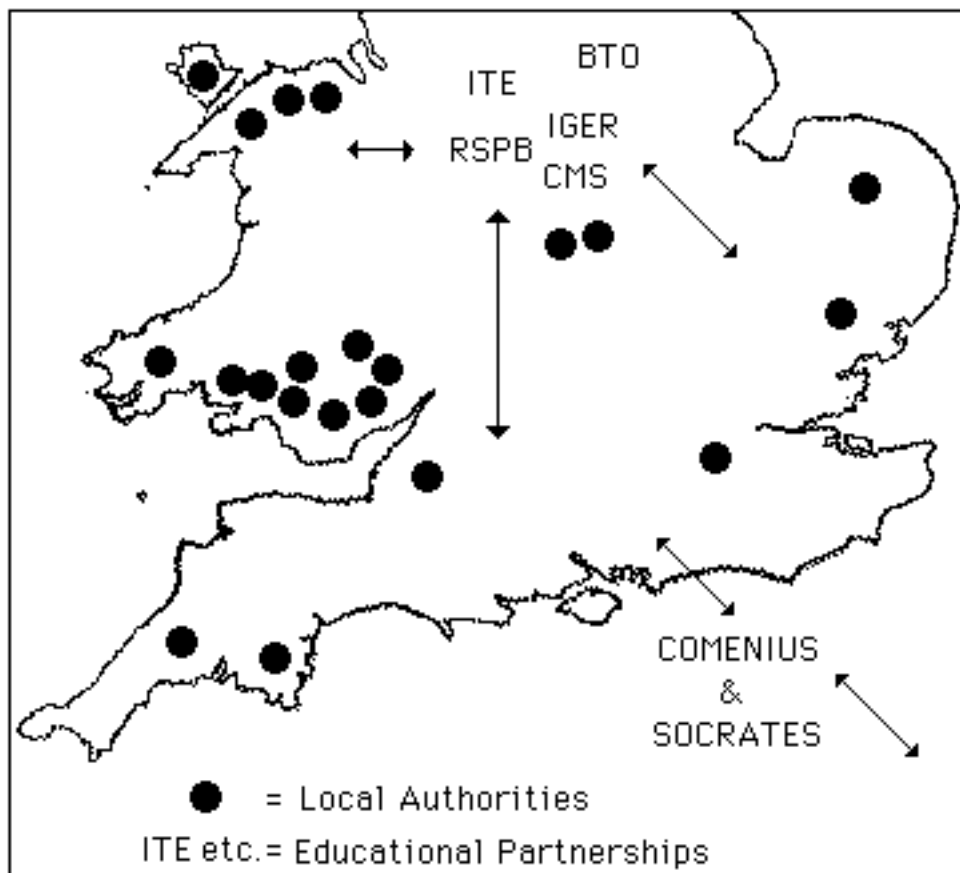 BTO
ITE
IGER
RSPB
CMS
COMENIUS
&
SOCRATES
= Local Authorities
ITE etc.= Educational Partnerships